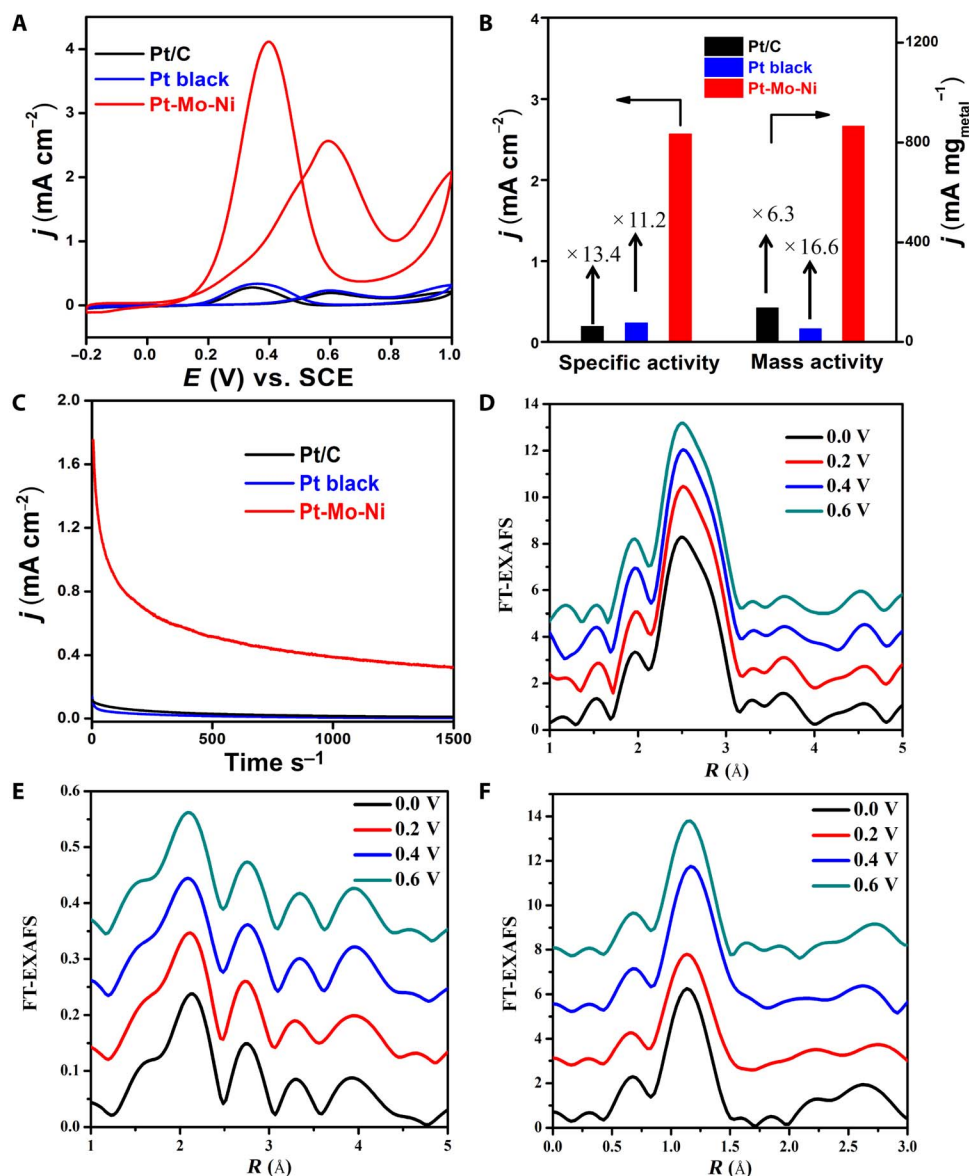 A
Pt/C
Pt black
Pt-Mo-Ni
j (mA cm−2)
4
3
2
1
0
−0.2 0.0 0.2 0.4 0.6 0.8 1.0
E (V) vs. SCE
B
Pt/C
Pt black
Pt-Mo-Ni
j (mA cm−2)
4
3
2
1
0
× 13.4
× 11.2
× 6.3
× 16.6
1200
800
400
0
j (mA mgmetal−1)
Specific activity Mass activity
C
Pt/C
Pt black
Pt-Mo-Ni
j (mA cm−2)
2.0
1.6
1.2
0.8
0.4
0.0
0 500 1000 1500
Time s−1
D
0.0 V
0.2 V
0.4 V
0.6 V
FT-EXAFS
14
12
10
8
6
4
2
0
1 2 3 4 5
R (Å)
E
0.0 V
0.2 V
0.4 V
0.6 V
FT-EXAFS
0.6
0.5
0.4
0.3
0.2
0.1
0.0
1 2 3 4 5
R (Å)
F
0.0 V
0.2 V
0.4 V
0.6 V
FT-EXAFS
14
12
10
8
6
4
2
0
0.0 0.5 1.0 1.5 2.0 2.5 3.0
R (Å)